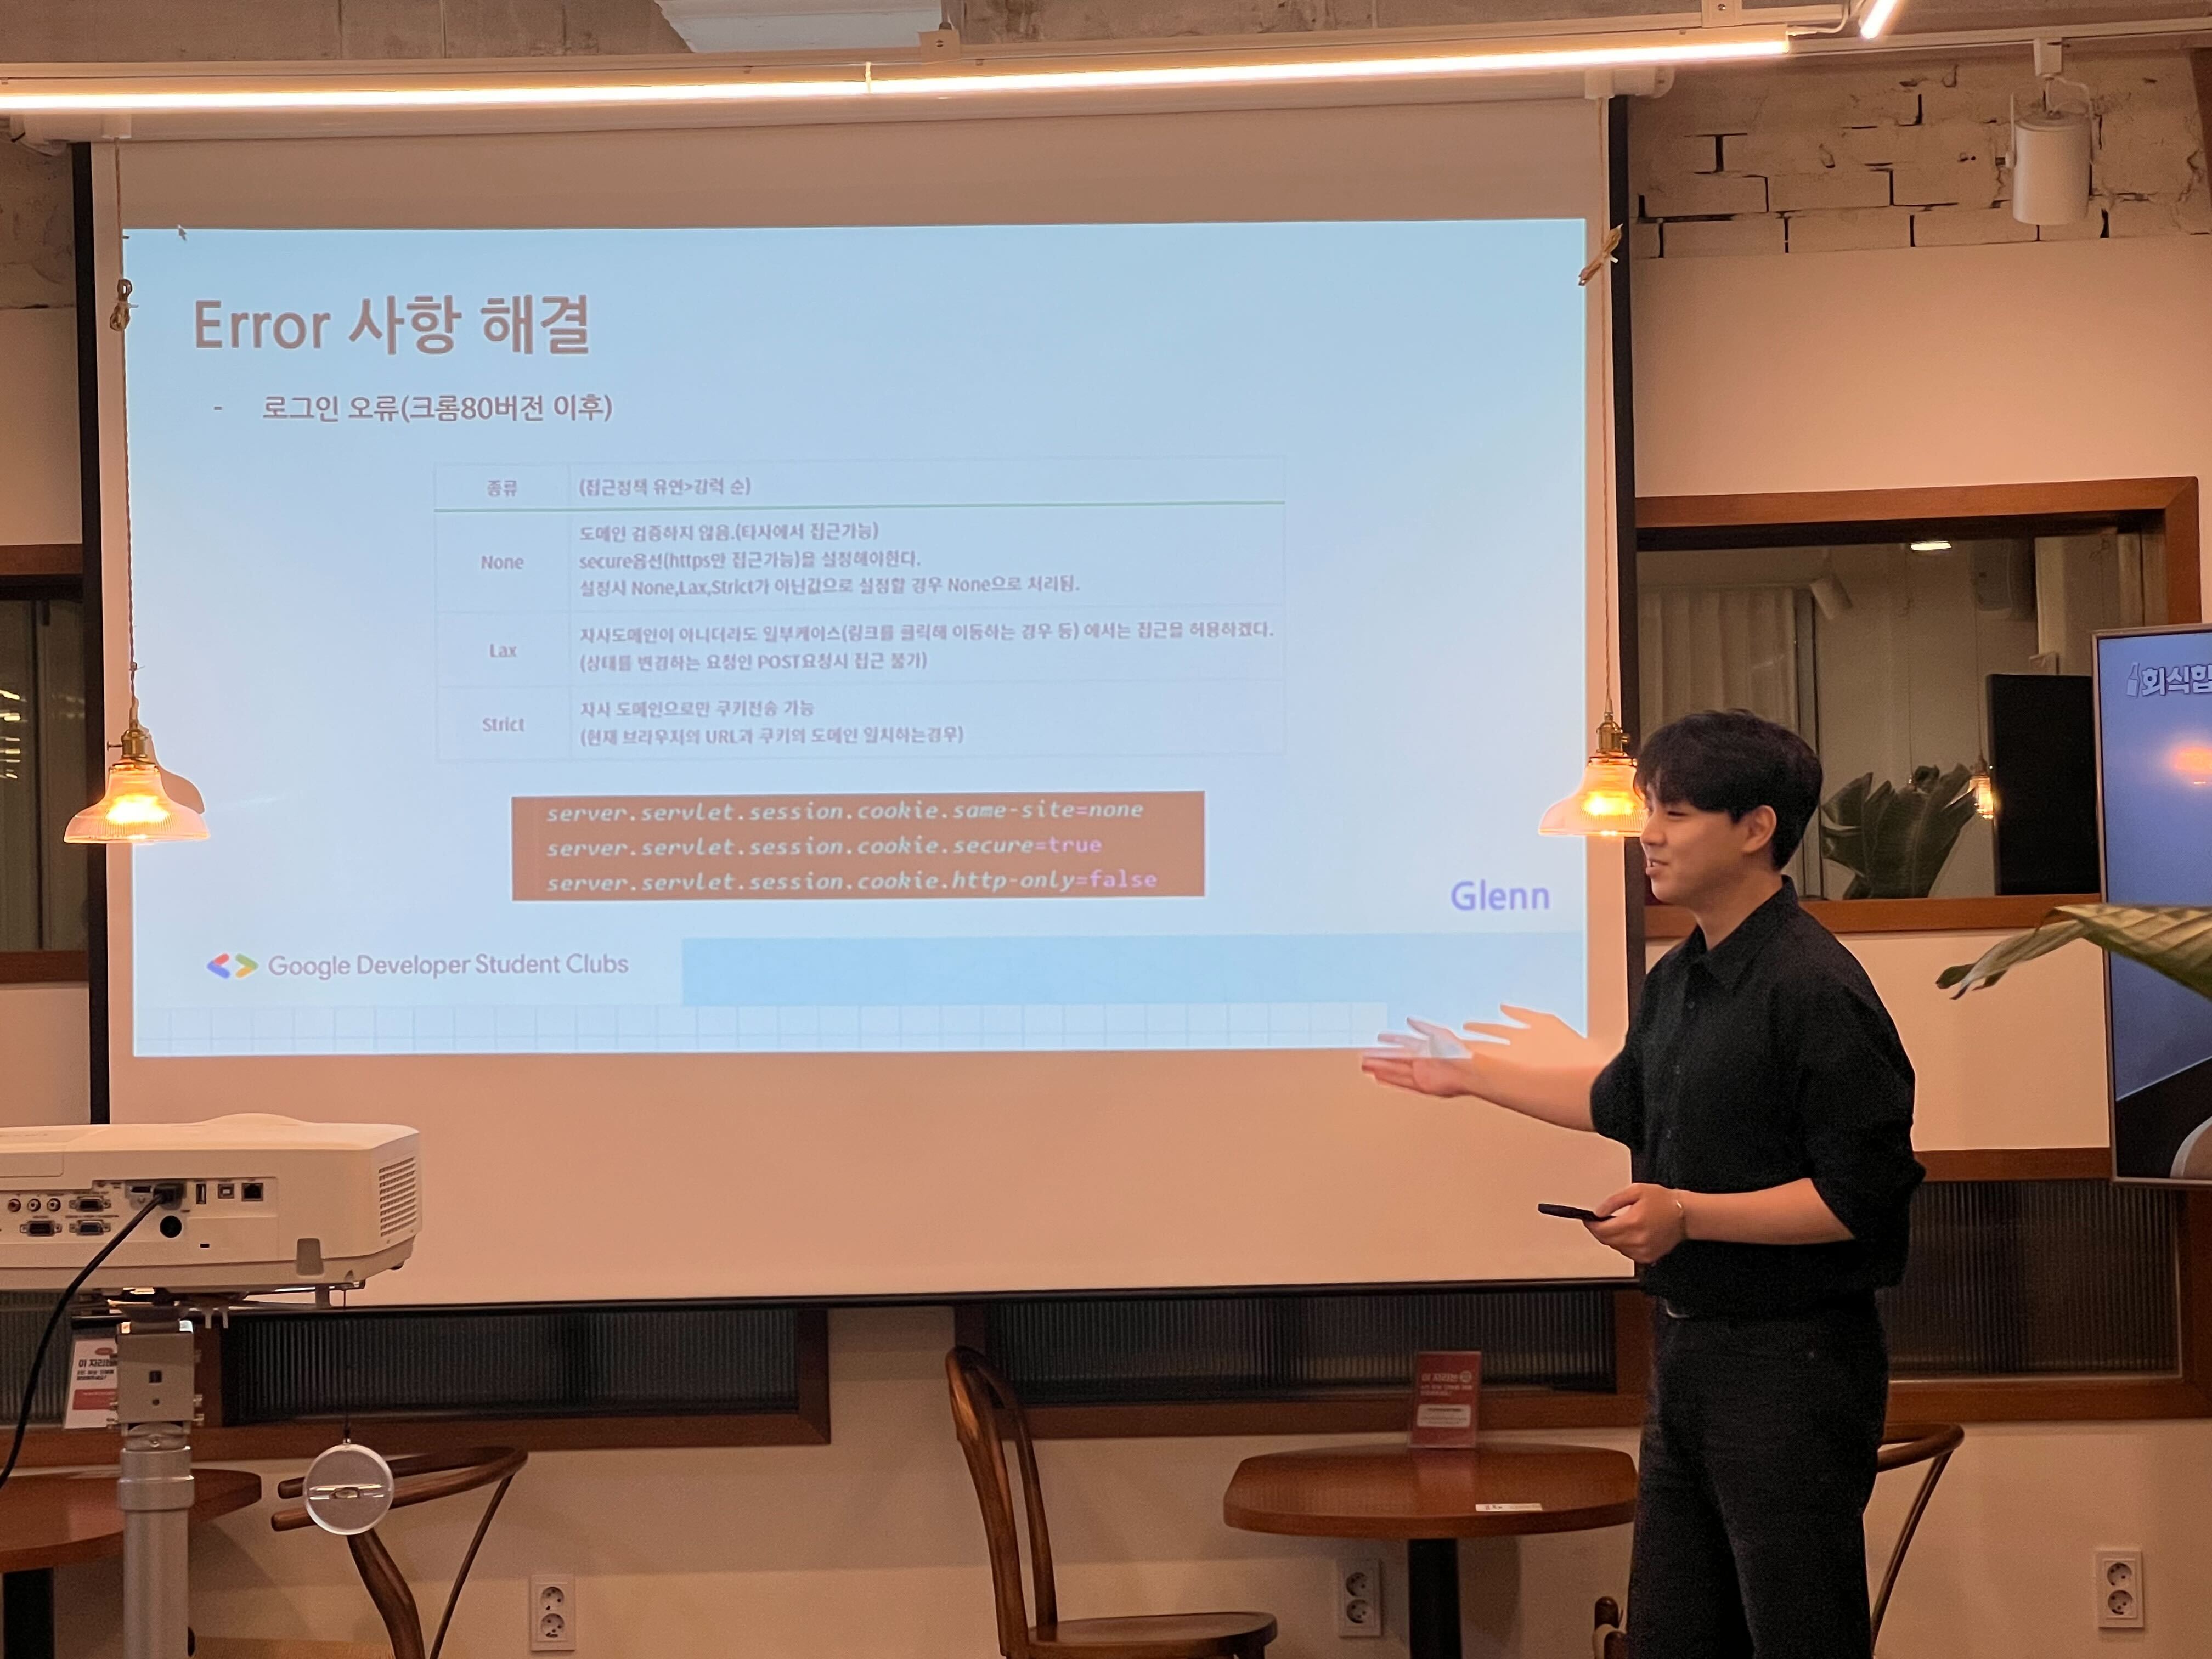 Error 사항 해결
- 로그인 오류(크롬80버전 이후)
종류 (접근정책 유연>강력 순)
None
도메인 검증하지 않음.(타사에서 접근가능)
secure옵션(https만 접근가능)을 설정해야한다.
설정시 None,Lax,Strict가 아닌값으로 설정할 경우 None으로 처리됨.
Lax
자사도메인이 아니더라도 일부케이스(링크를 클릭해 이동하는 경우 등) 에서는 접근을 허용하겠다.
(상태를 변경하는 요청인 POST요청시 접근 불가)
Strict
자사 도메인으로만 쿠키전송 가능
(현재 브라우저의 URL과 쿠키의 도메인 일치하는경우)
server.servlet.session.cookie.same-site=none
server.servlet.session.cookie.secure=true
server.servlet.session.cookie.http-only=false
Glenn
Google Developer Student Clubs
이 자리는
이 자리는